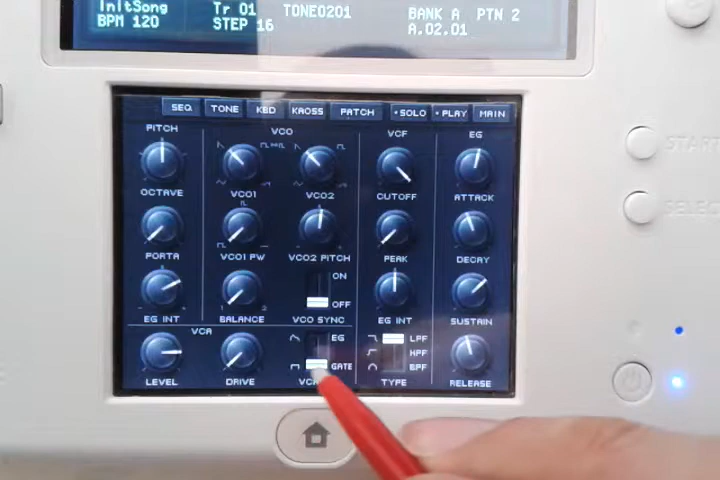 InitSong Tr 01 TONE0201 BANK A PTN 2
BPM 120 STEP 16 A.02.01
SEQ TONE KBD KROSS PATCH •SOLO •PLAY MAIN
PITCH VCO VCF EG
OCTAVE VCO1 VCO2 CUTOFF ATTACK
PORTA VCO1 PW VCO2 PITCH PEAK DECAY
ON
OFF
EG INT BALANCE VCO SYNC EG INT SUSTAIN
VCA EG LPF
HPF
GATE BPF
LEVEL DRIVE TYPE RELEASE
START
SELEC